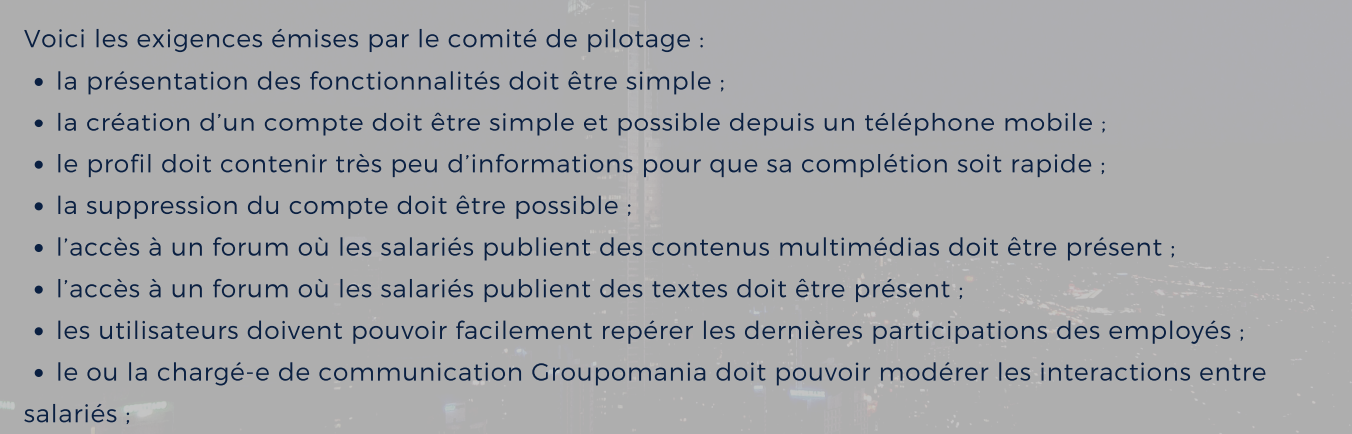 Voici les exigences émises par le comité de pilotage :
• la présentation des fonctionnalités doit être simple ;
• la création d’un compte doit être simple et possible depuis un téléphone mobile ;
• le profil doit contenir très peu d’informations pour que sa complétion soit rapide ;
• la suppression du compte doit être possible ;
• l’accès à un forum où les salariés publient des contenus multimédias doit être présent ;
• l’accès à un forum où les salariés publient des textes doit être présent ;
• les utilisateurs doivent pouvoir facilement repérer les dernières participations des employés ;
• le ou la chargé-e de communication Groupomania doit pouvoir modérer les interactions entre
salariés ;